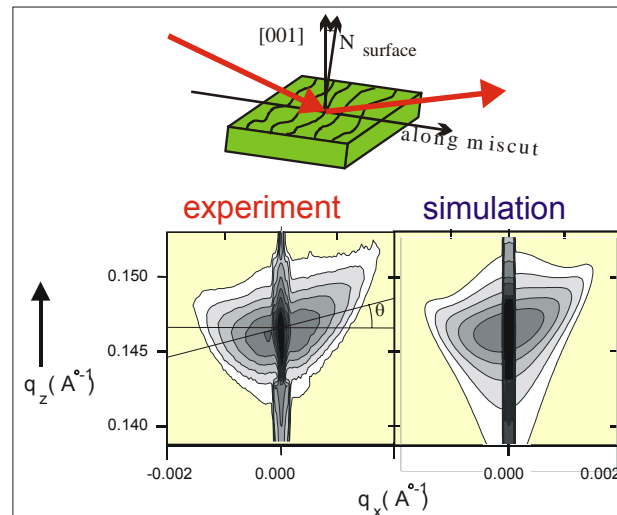 [001]
N surface
along miscut
experiment
simulation
0.150
θ
0.145
q_z(A°⁻¹)
0.140
-0.002
0.000
0.000
0.002
q_x(A°⁻¹)